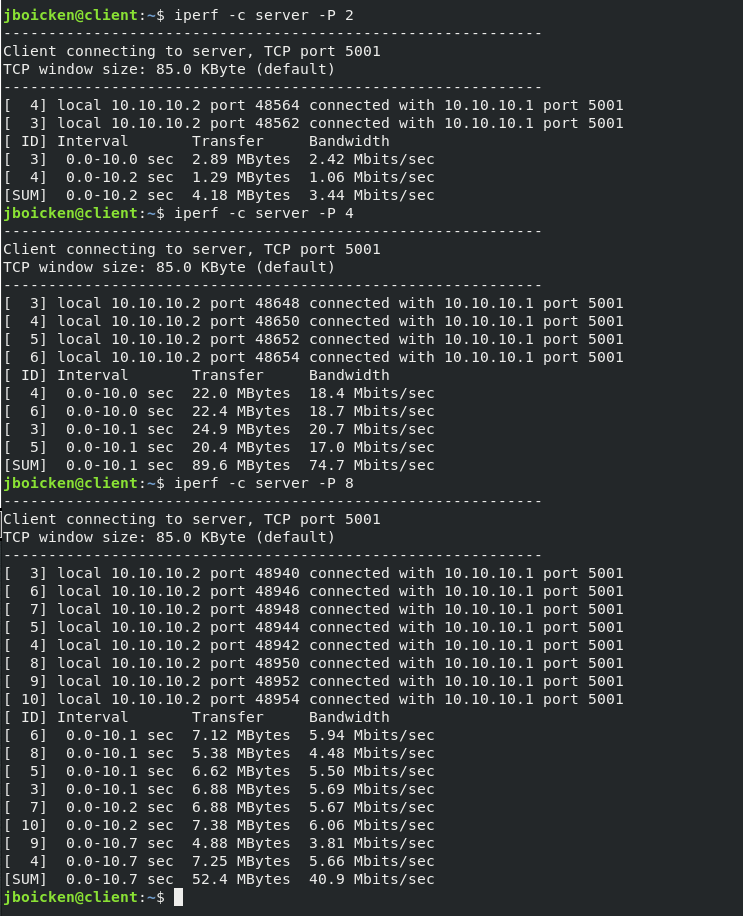 jboicken@client:~$ iperf -c server -P 2
------------------------------------------------------------
Client connecting to server, TCP port 5001
TCP window size: 85.0 KByte (default)
------------------------------------------------------------
[  4] local 10.10.10.2 port 48564 connected with 10.10.10.1 port 5001
[  3] local 10.10.10.2 port 48562 connected with 10.10.10.1 port 5001
[ ID] Interval       Transfer     Bandwidth
[  3]  0.0-10.0 sec  2.89 MBytes  2.42 Mbits/sec
[  4]  0.0-10.2 sec  1.29 MBytes  1.06 Mbits/sec
[SUM]  0.0-10.2 sec  4.18 MBytes  3.44 Mbits/sec
jboicken@client:~$ iperf -c server -P 4
------------------------------------------------------------
Client connecting to server, TCP port 5001
TCP window size: 85.0 KByte (default)
------------------------------------------------------------
[  3] local 10.10.10.2 port 48648 connected with 10.10.10.1 port 5001
[  4] local 10.10.10.2 port 48650 connected with 10.10.10.1 port 5001
[  5] local 10.10.10.2 port 48652 connected with 10.10.10.1 port 5001
[  6] local 10.10.10.2 port 48654 connected with 10.10.10.1 port 5001
[ ID] Interval       Transfer     Bandwidth
[  4]  0.0-10.0 sec  22.0 MBytes  18.4 Mbits/sec
[  6]  0.0-10.0 sec  22.4 MBytes  18.7 Mbits/sec
[  3]  0.0-10.1 sec  24.9 MBytes  20.7 Mbits/sec
[  5]  0.0-10.1 sec  20.4 MBytes  17.0 Mbits/sec
[SUM]  0.0-10.1 sec  89.6 MBytes  74.7 Mbits/sec
jboicken@client:~$ iperf -c server -P 8
------------------------------------------------------------
Client connecting to server, TCP port 5001
TCP window size: 85.0 KByte (default)
------------------------------------------------------------
[  3] local 10.10.10.2 port 48940 connected with 10.10.10.1 port 5001
[  6] local 10.10.10.2 port 48946 connected with 10.10.10.1 port 5001
[  7] local 10.10.10.2 port 48948 connected with 10.10.10.1 port 5001
[  5] local 10.10.10.2 port 48944 connected with 10.10.10.1 port 5001
[  4] local 10.10.10.2 port 48942 connected with 10.10.10.1 port 5001
[  8] local 10.10.10.2 port 48950 connected with 10.10.10.1 port 5001
[  9] local 10.10.10.2 port 48952 connected with 10.10.10.1 port 5001
[ 10] local 10.10.10.2 port 48954 connected with 10.10.10.1 port 5001
[ ID] Interval       Transfer     Bandwidth
[  6]  0.0-10.1 sec  7.12 MBytes  5.94 Mbits/sec
[  8]  0.0-10.1 sec  5.38 MBytes  4.48 Mbits/sec
[  5]  0.0-10.1 sec  6.62 MBytes  5.50 Mbits/sec
[  3]  0.0-10.1 sec  6.88 MBytes  5.69 Mbits/sec
[  7]  0.0-10.2 sec  6.88 MBytes  5.67 Mbits/sec
[ 10]  0.0-10.2 sec  7.38 MBytes  6.06 Mbits/sec
[  9]  0.0-10.7 sec  4.88 MBytes  3.81 Mbits/sec
[  4]  0.0-10.7 sec  7.25 MBytes  5.66 Mbits/sec
[SUM]  0.0-10.7 sec  52.4 MBytes  40.9 Mbits/sec
jboicken@client:~$